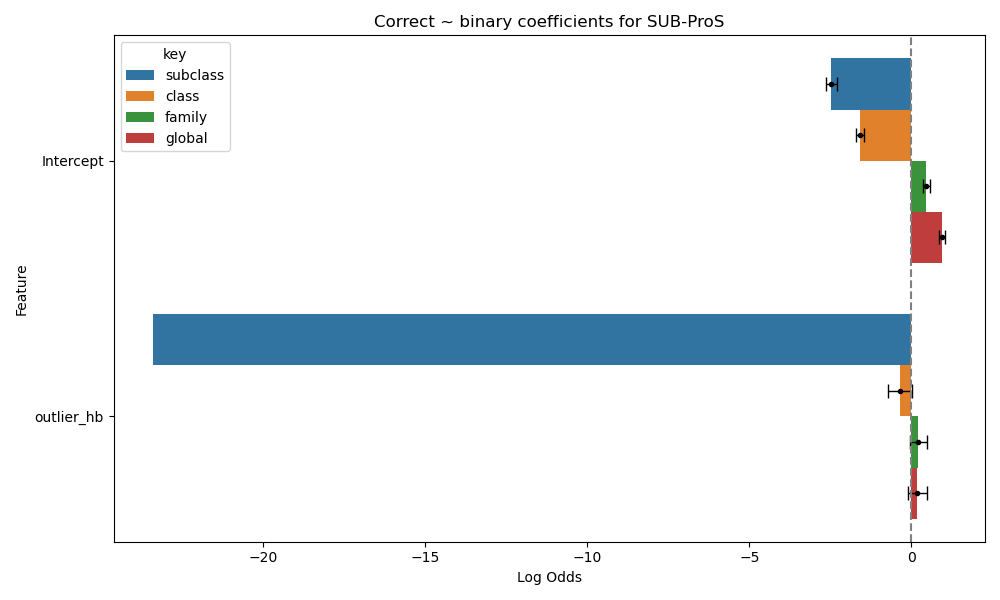 Correct ~ binary coefficients for SUB-ProS
key
subclass
class
family
global
Intercept
outlier_hb
Feature
−20
−15
−10
−5
0
Log Odds